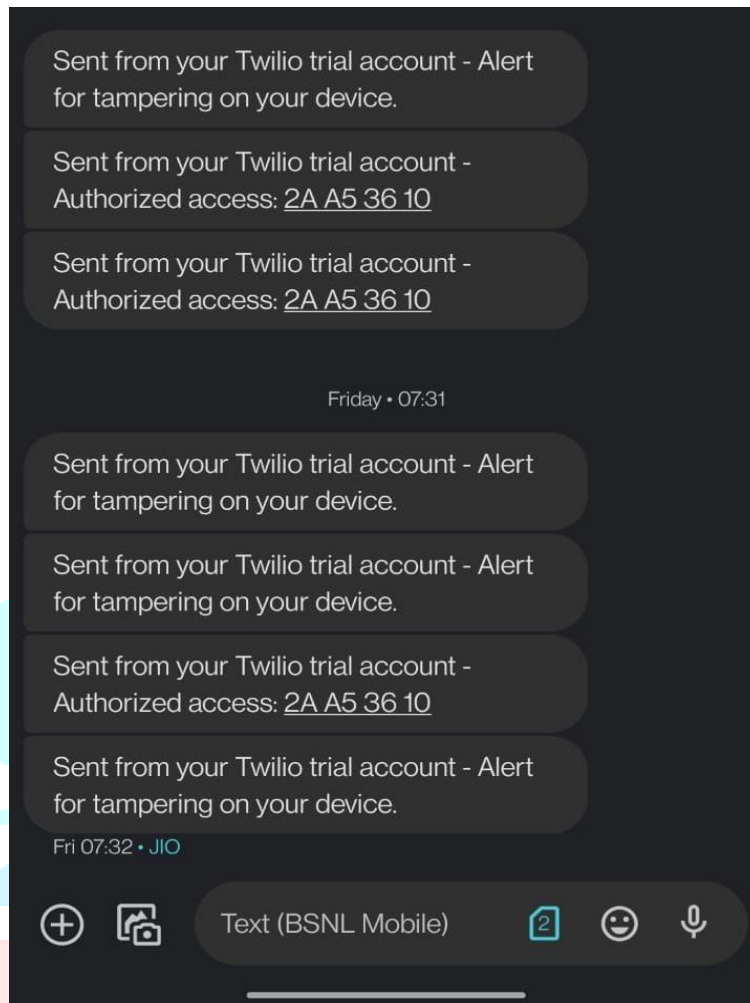 Sent from your Twilio trial account - Alert
for tampering on your device.
Sent from your Twilio trial account -
Authorized access: 2A A5 36 10
Sent from your Twilio trial account -
Authorized access: 2A A5 36 10
Friday • 07:31
Sent from your Twilio trial account - Alert
for tampering on your device.
Sent from your Twilio trial account - Alert
for tampering on your device.
Sent from your Twilio trial account -
Authorized access: 2A A5 36 10
Sent from your Twilio trial account - Alert
for tampering on your device.
Fri 07:32 • JIO
Text (BSNL Mobile) 2